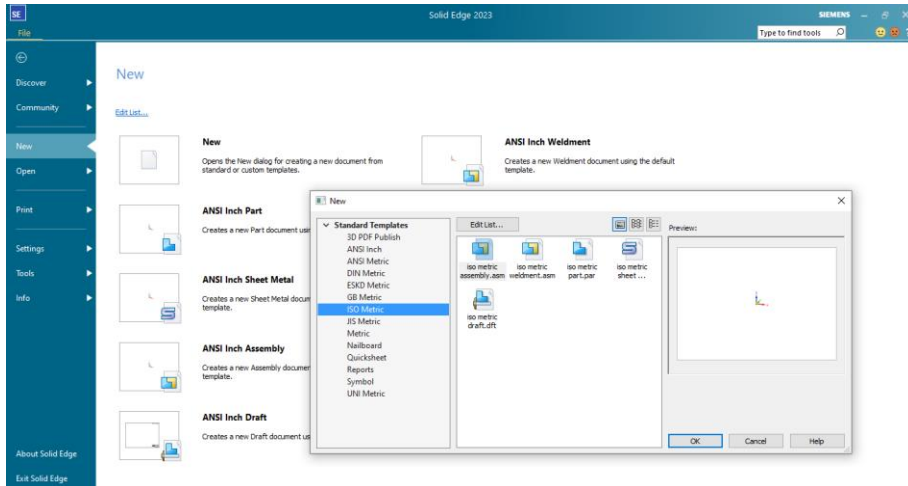 SE
Solid Edge 2023
SIEMENS
File
Type to find tools
Discover
Community
New
Open
Print
Settings
Tools
Info
About Solid Edge
Exit Solid Edge
New
Edit List...
New
Opens the New dialog for creating a new document from
standard or custom templates.
ANSI Inch Part
Creates a new Part document usin
ANSI Inch Sheet Metal
Creates a new Sheet Metal docum
template.
ANSI Inch Assembly
Creates a new Assembly documen
template.
ANSI Inch Draft
Creates a new Draft document us
ANSI Inch Weldment
Creates a new Weldment document using the default
template.
New
Standard Templates
3D PDF Publish
ANSI Inch
ANSI Metric
DIN Metric
ESKD Metric
GB Metric
ISO Metric
JIS Metric
Metric
Nailboard
Quicksheet
Reports
Symbol
UNI Metric
Edit List...
iso metric
assembly.asm
iso metric
weldment.asm
iso metric
part.par
iso metric
sheet ...
iso metric
draft.dft
Preview:
OK
Cancel
Help